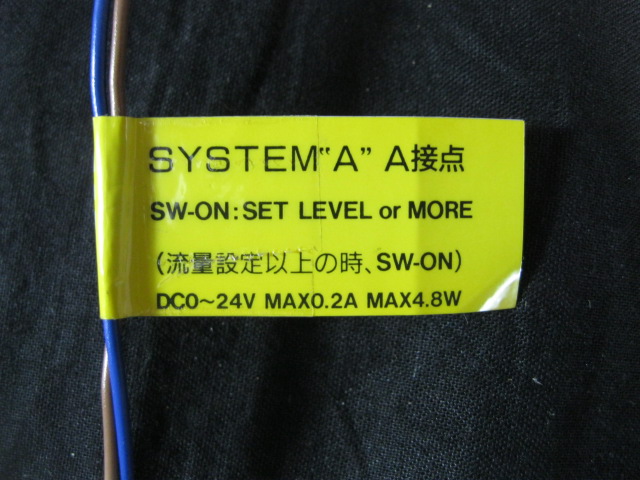 SYSTEM"A" A接点
SW-ON:SET LEVEL or MORE
(流量設定以上の時、SW-ON)
DC0~24V MAX0.2A MAX4.8W